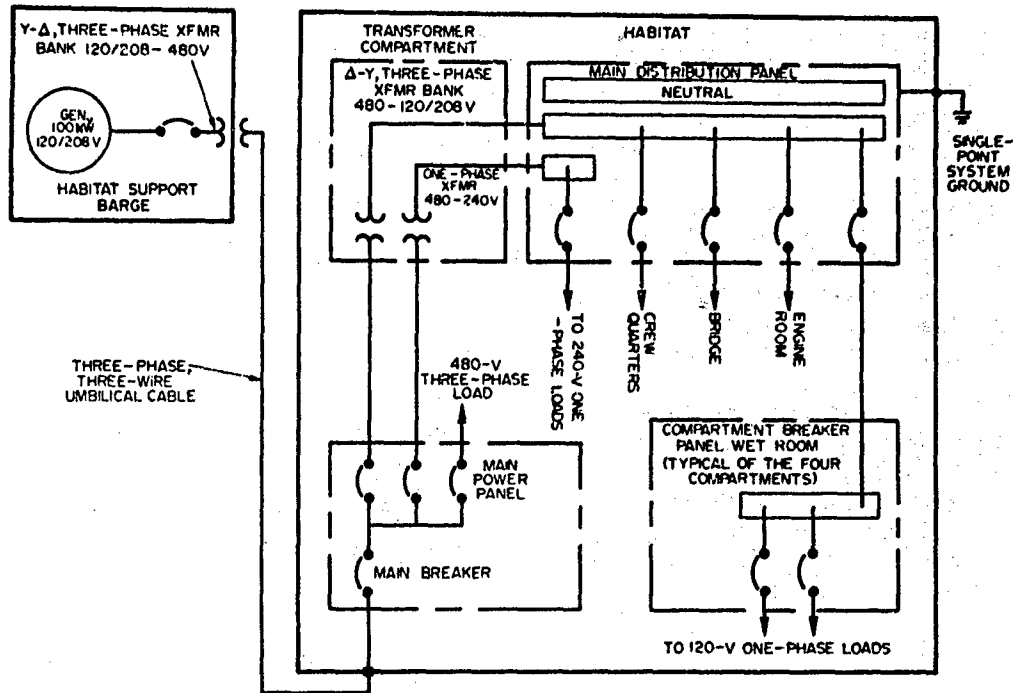 Y-Δ, THREE-PHASE XFMR
BANK 120/208-480V
GEN,
100 KW
120/208 V
HABITAT SUPPORT
BARGE
TRANSFORMER
COMPARTMENT
HABITAT
Δ-Y, THREE-PHASE
XFMR BANK
480-120/208V
MAIN DISTRIBUTION PANEL
NEUTRAL
ONE-PHASE
XFMR
480-240V
SINGLE-
POINT
SYSTEM
GROUND
TO 240-V ONE
-PHASE LOADS
CREW
QUARTERS
BRIDGE
ENGINE
ROOM
THREE-PHASE,
THREE-WIRE
UMBILICAL CABLE
480-V
THREE-PHASE
LOAD
MAIN
POWER
PANEL
MAIN BREAKER
COMPARTMENT BREAKER
PANEL WET ROOM
(TYPICAL OF THE FOUR
COMPARTMENTS)
TO 120-V ONE-PHASE LOADS